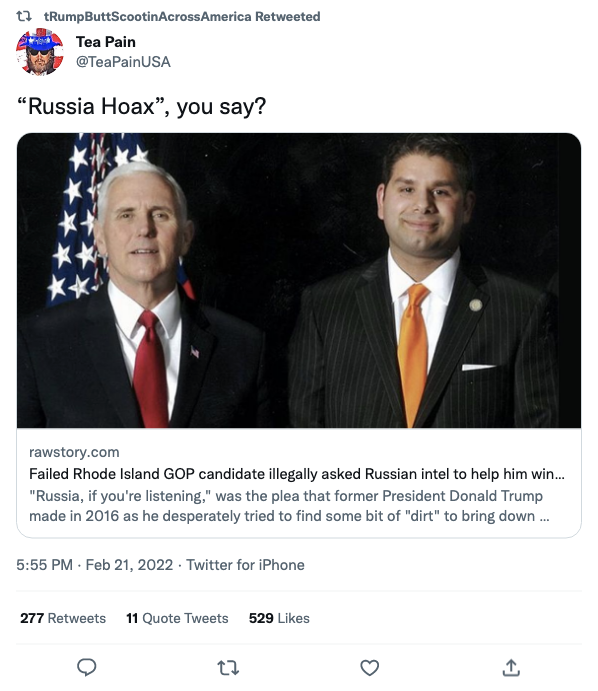 tRumpButtScootinAcrossAmerica Retweeted
Tea Pain
@TeaPainUSA
“Russia Hoax”, you say?
rawstory.com
Failed Rhode Island GOP candidate illegally asked Russian intel to help him win...
"Russia, if you're listening," was the plea that former President Donald Trump
made in 2016 as he desperately tried to find some bit of "dirt" to bring down ...
5:55 PM · Feb 21, 2022 · Twitter for iPhone
277 Retweets 11 Quote Tweets 529 Likes